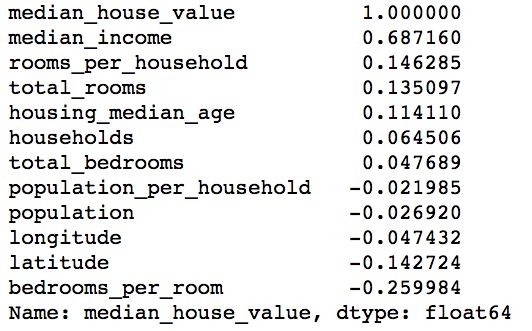 median_house_value 1.000000
median_income 0.687160
rooms_per_household 0.146285
total_rooms 0.135097
housing_median_age 0.114110
households 0.064506
total_bedrooms 0.047689
population_per_household -0.021985
population -0.026920
longitude -0.047432
latitude -0.142724
bedrooms_per_room -0.259984
Name: median_house_value, dtype: float64